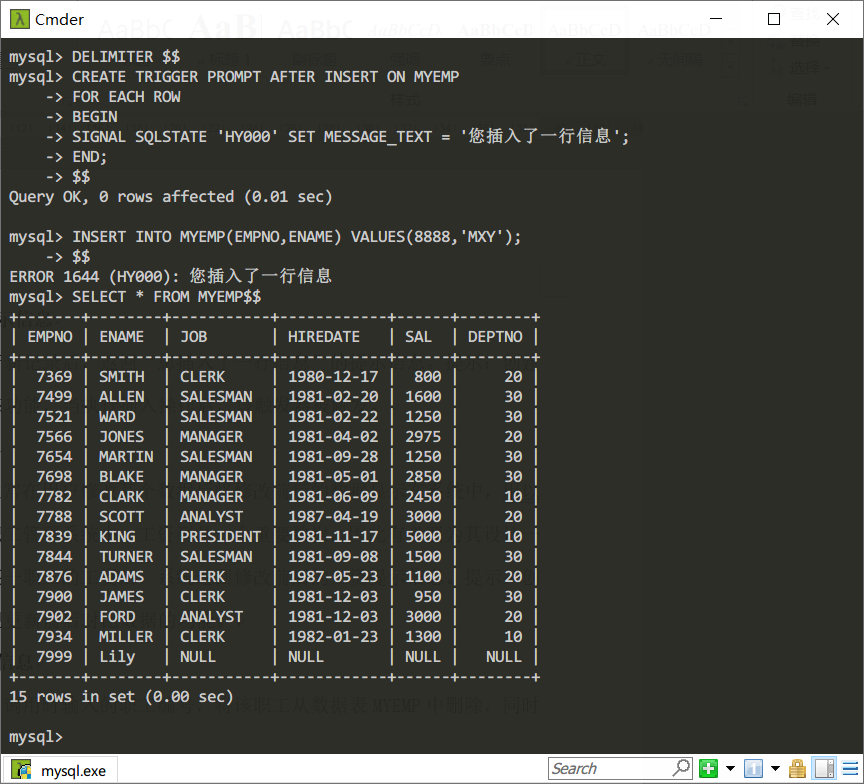 Cmder
mysql> DELIMITER $$
mysql> CREATE TRIGGER PROMPT AFTER INSERT ON MYEMP
    -> FOR EACH ROW
    -> BEGIN
    -> SIGNAL SQLSTATE 'HY000' SET MESSAGE_TEXT = '您插入了一行信息';
    -> END;
    -> $$
Query OK, 0 rows affected (0.01 sec)
mysql> INSERT INTO MYEMP(EMPNO,ENAME) VALUES(8888,'MXY');
    -> $$
ERROR 1644 (HY000): 您插入了一行信息
mysql> SELECT * FROM MYEMP$$
+-------+--------+-----------+------------+------+--------+
| EMPNO | ENAME  | JOB       | HIREDATE   | SAL  | DEPTNO |
+-------+--------+-----------+------------+------+--------+
|  7369 | SMITH  | CLERK     | 1980-12-17 |  800 |     20 |
|  7499 | ALLEN  | SALESMAN  | 1981-02-20 | 1600 |     30 |
|  7521 | WARD   | SALESMAN  | 1981-02-22 | 1250 |     30 |
|  7566 | JONES  | MANAGER   | 1981-04-02 | 2975 |     20 |
|  7654 | MARTIN | SALESMAN  | 1981-09-28 | 1250 |     30 |
|  7698 | BLAKE  | MANAGER   | 1981-05-01 | 2850 |     30 |
|  7782 | CLARK  | MANAGER   | 1981-06-09 | 2450 |     10 |
|  7788 | SCOTT  | ANALYST   | 1987-04-19 | 3000 |     20 |
|  7839 | KING   | PRESIDENT | 1981-11-17 | 5000 |     10 |
|  7844 | TURNER | SALESMAN  | 1981-09-08 | 1500 |     30 |
|  7876 | ADAMS  | CLERK     | 1987-05-23 | 1100 |     20 |
|  7900 | JAMES  | CLERK     | 1981-12-03 |  950 |     30 |
|  7902 | FORD   | ANALYST   | 1981-12-03 | 3000 |     20 |
|  7934 | MILLER | CLERK     | 1982-01-23 | 1300 |     10 |
|  7999 | Lily   | NULL      | NULL       | NULL |   NULL |
+-------+--------+-----------+------------+------+--------+
15 rows in set (0.00 sec)
mysql>
mysql.exe
Search